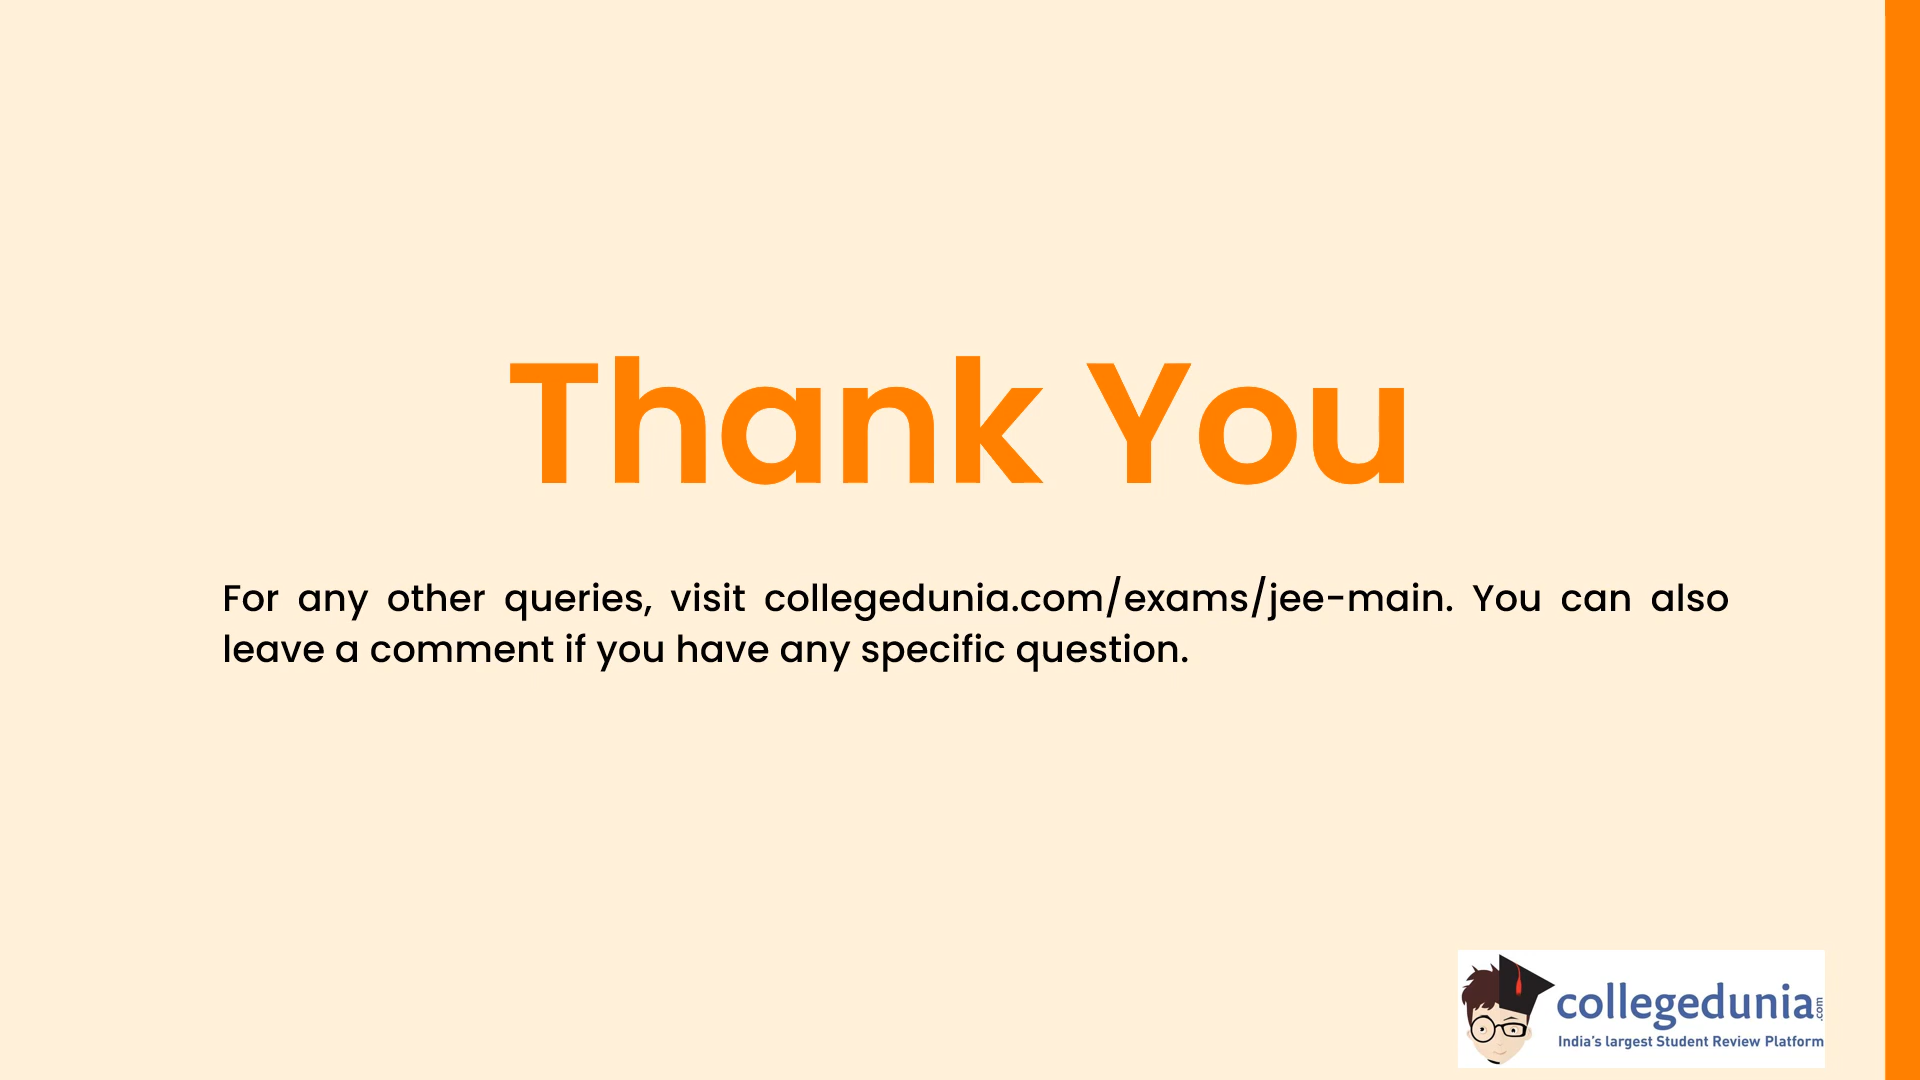 Thank You
For any other queries, visit collegedunia.com/exams/jee-main. You can also
leave a comment if you have any specific question.
collegedunia.com
India's largest Student Review Platform